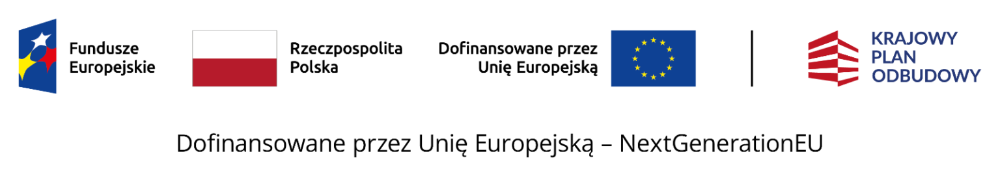 Fundusze
Europejskie
Rzeczpospolita
Polska
Dofinansowane przez
Unię Europejską
KRAJOWY
PLAN
ODBUDOWY
Dofinansowane przez Unię Europejską – NextGenerationEU